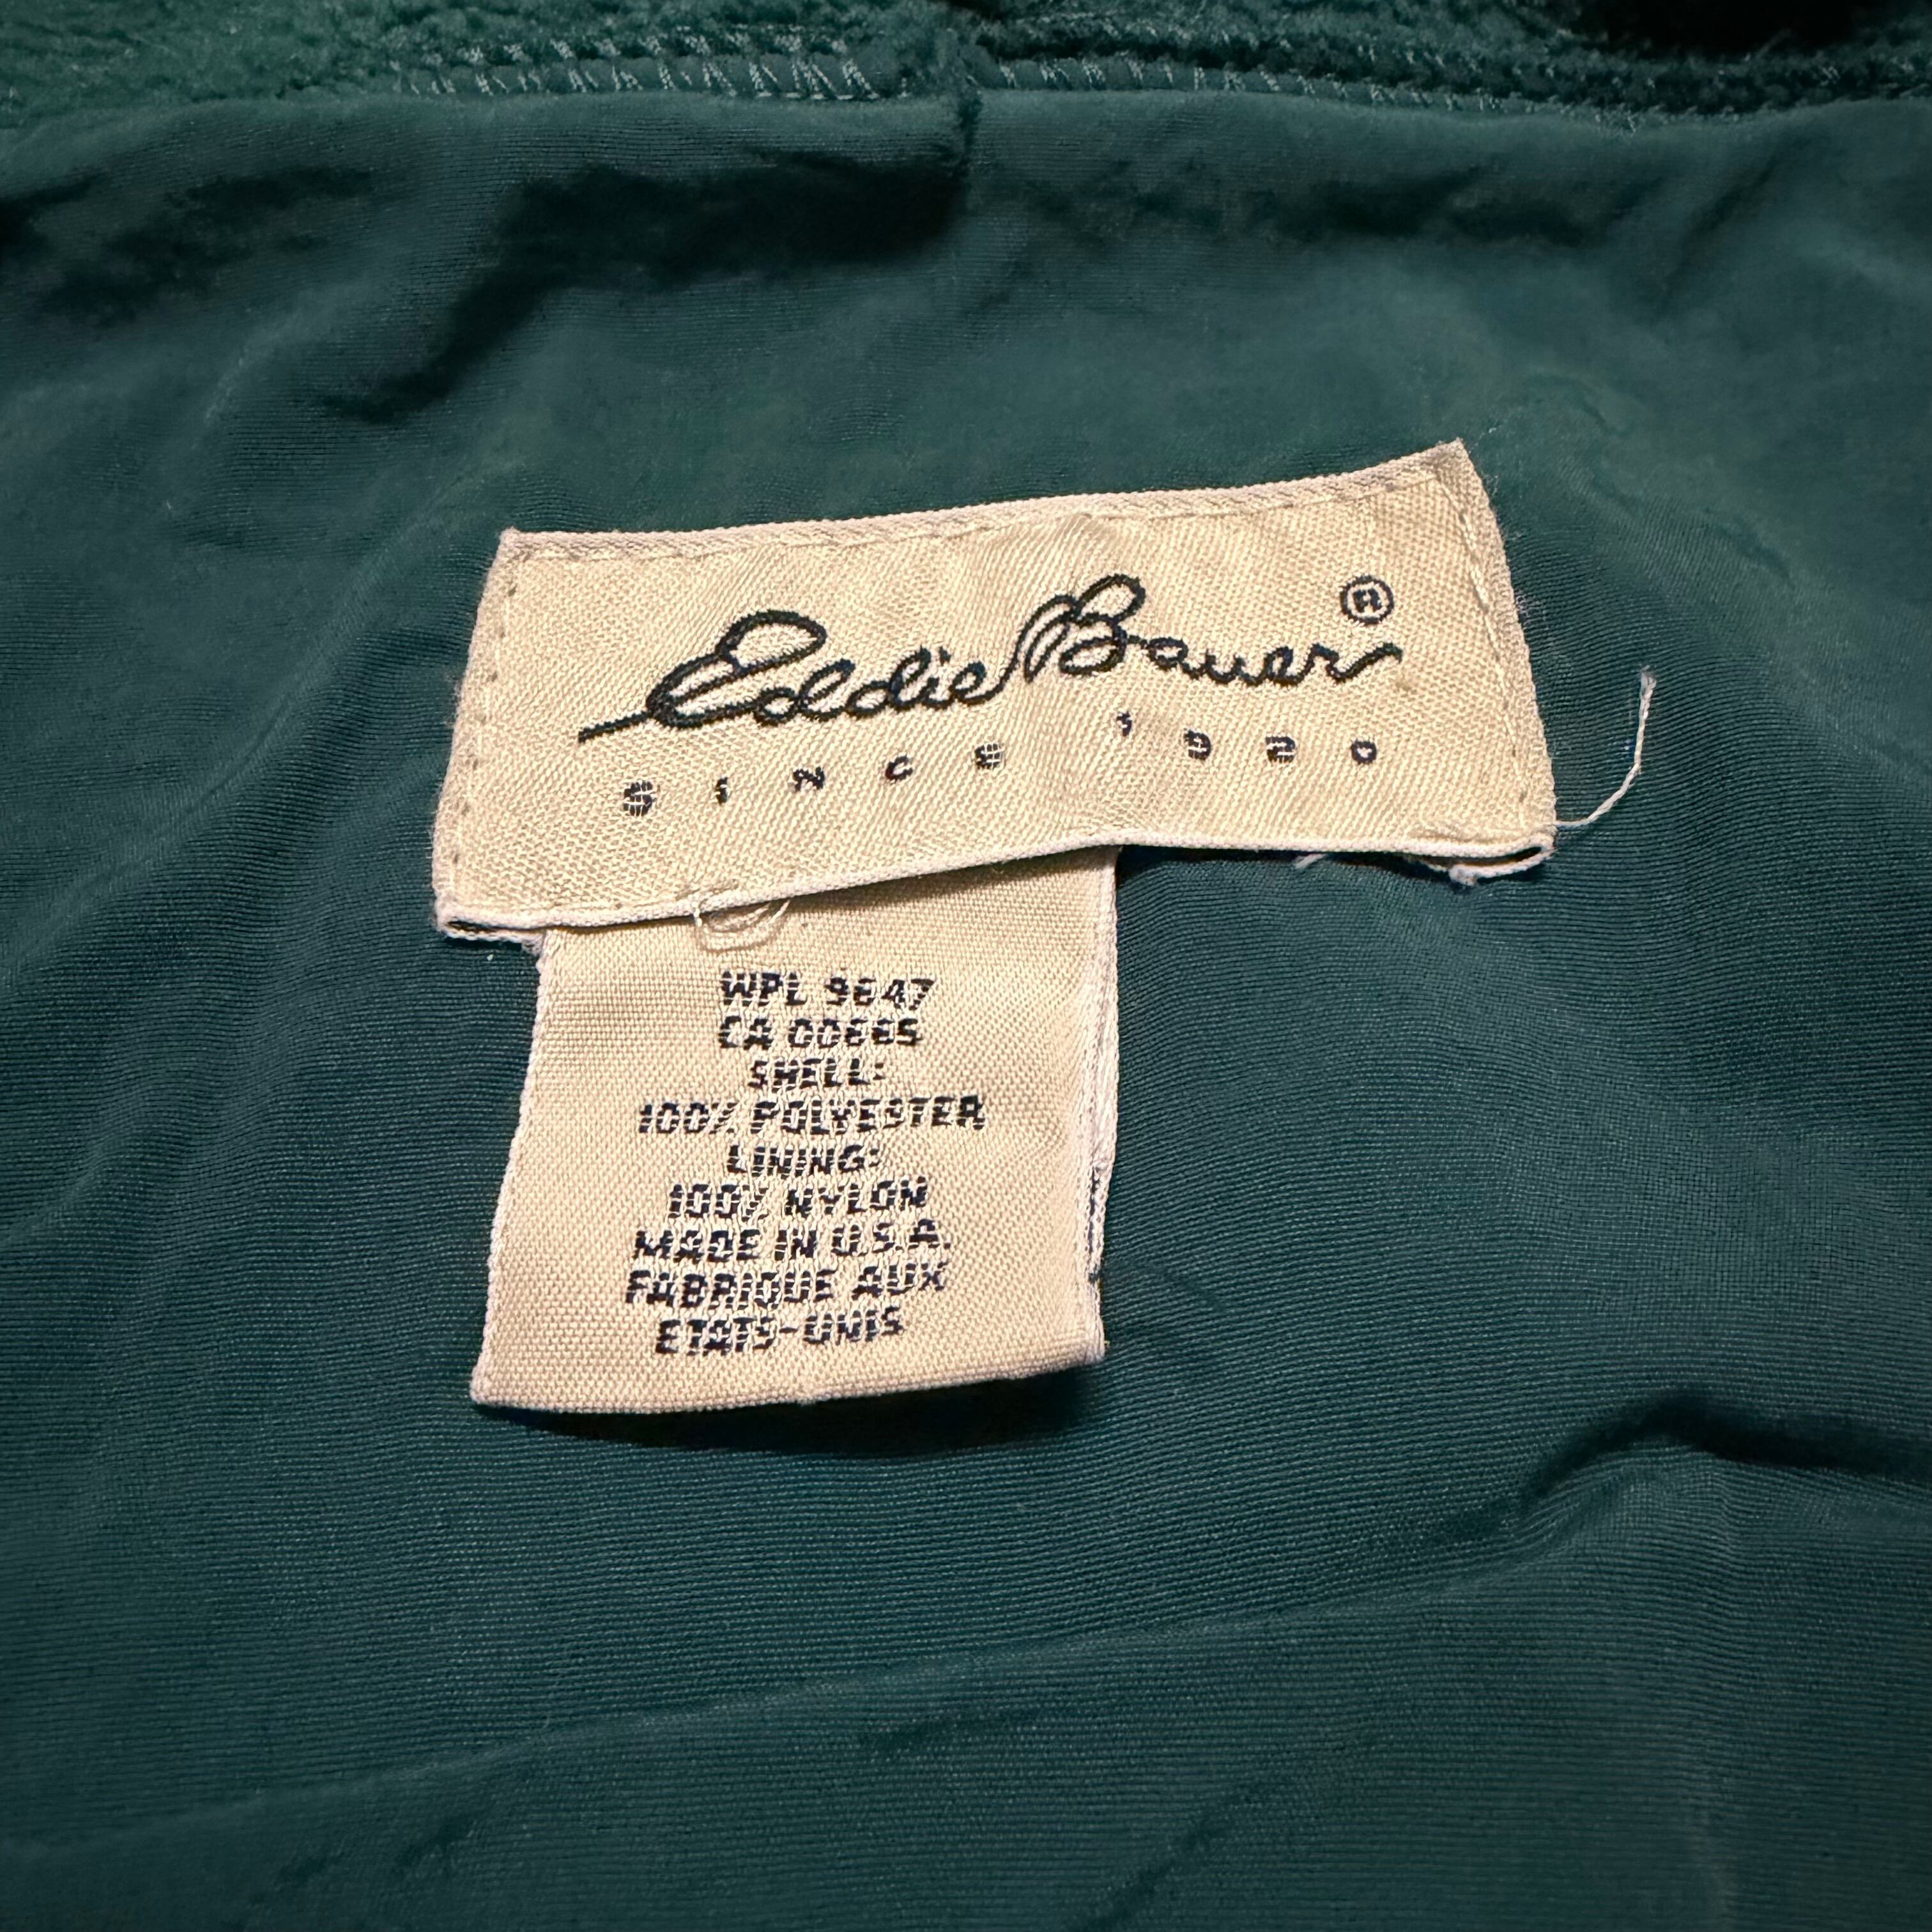 Eddie Bauer®
SINCE 1920
WPL 9647
CA 00885
SHELL:
100% POLYESTER
LINING:
100% NYLON
MADE IN U.S.A.
FABRIQUE AUX
ETATS-UNIS